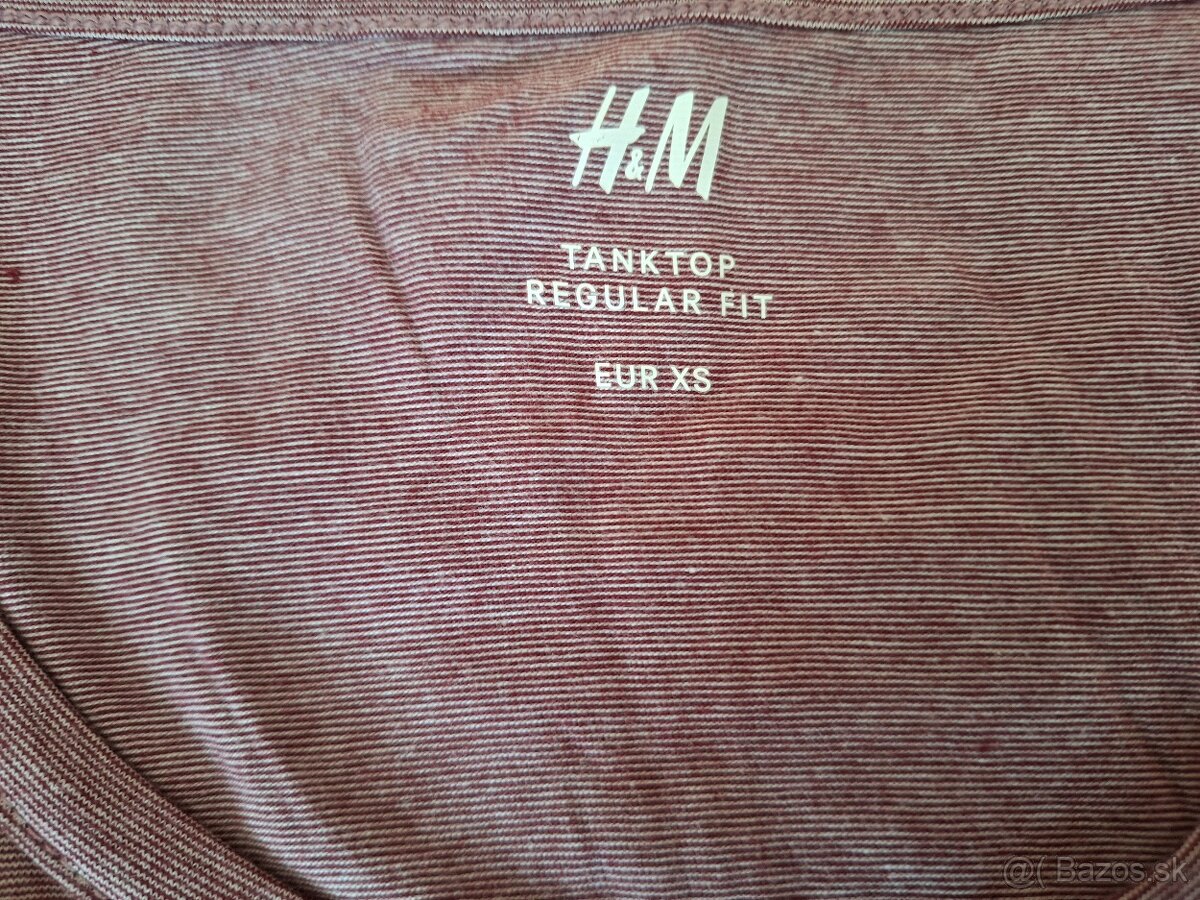 H&M
TANKTOP
REGULAR FIT
EUR XS
@( Bazos.sk